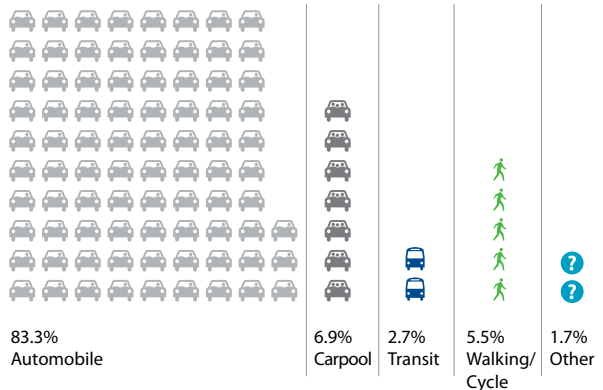 83.3%
Automobile
6.9%
Carpool
2.7%
Transit
5.5%
Walking/
Cycle
1.7%
Other
?
?